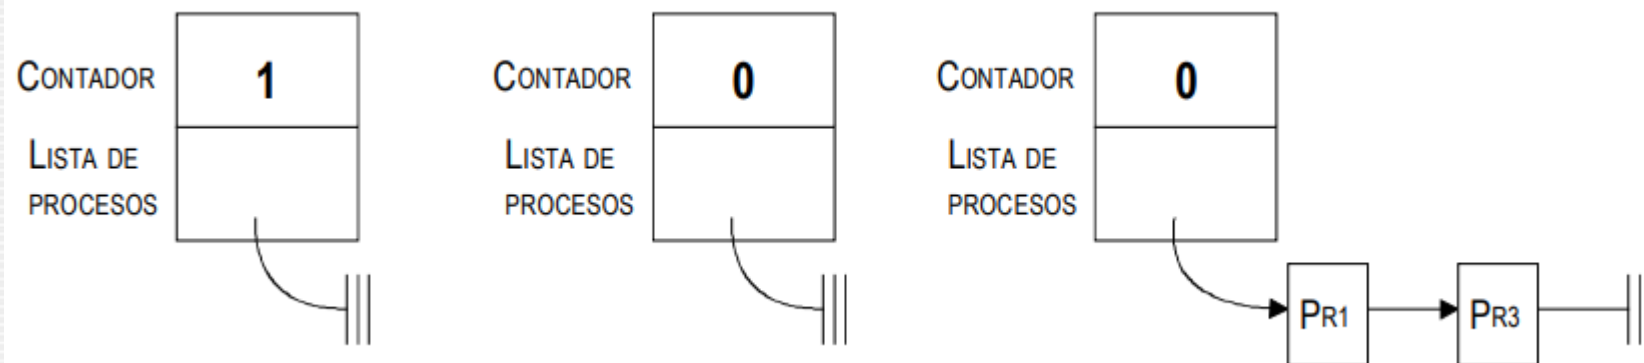 CONTADOR 1 CONTADOR 0 CONTADOR 0
LISTA DE LISTA DE LISTA DE
PROCESOS PROCESOS PROCESOS
PR1 PR3